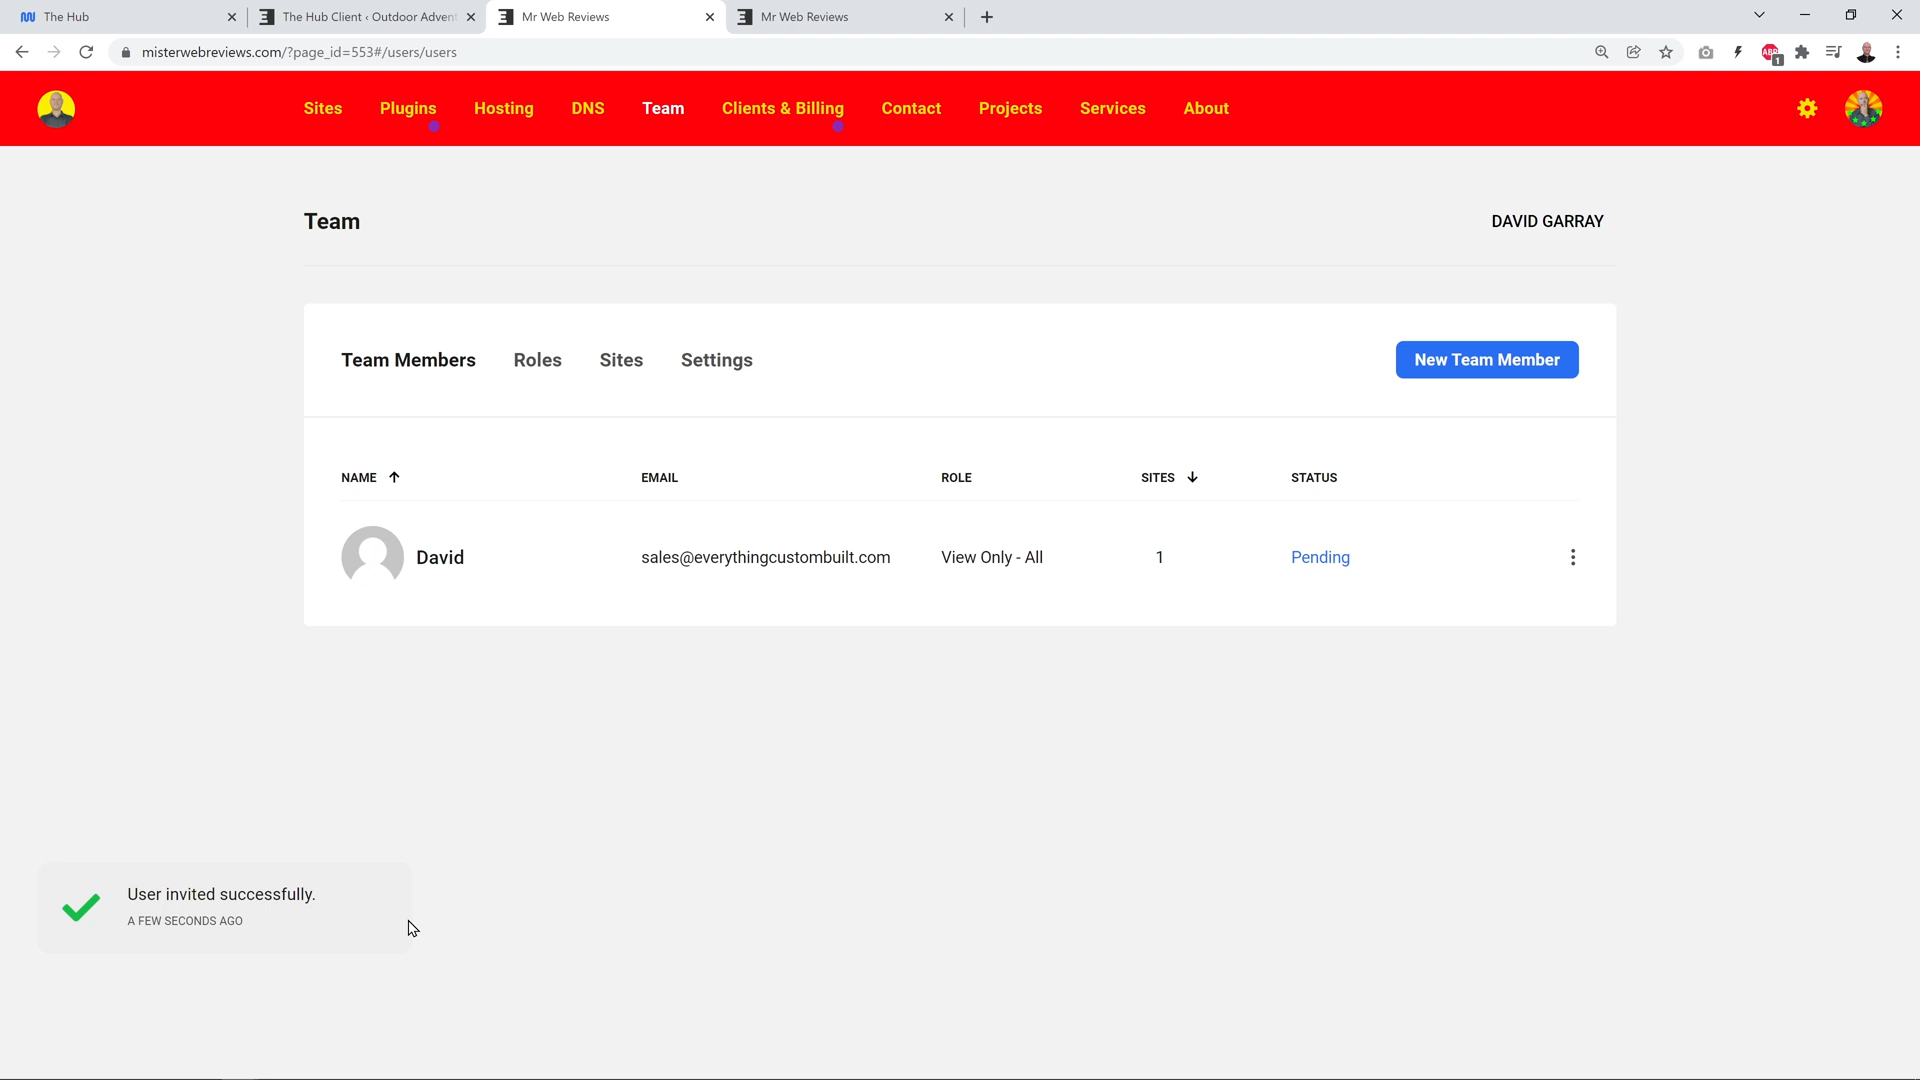 The Hub
The Hub Client ‹ Outdoor Advent
Mr Web Reviews
Mr Web Reviews
misterwebreviews.com/?page_id=553#/users/users
ABP
1
Sites
Plugins
Hosting
DNS
Team
Clients & Billing
Contact
Projects
Services
About
Team
DAVID GARRAY
Team Members
Roles
Sites
Settings
New Team Member
NAME
EMAIL
ROLE
SITES
STATUS
David
sales@everythingcustombuilt.com
View Only - All
1
Pending
User invited successfully.
A FEW SECONDS AGO